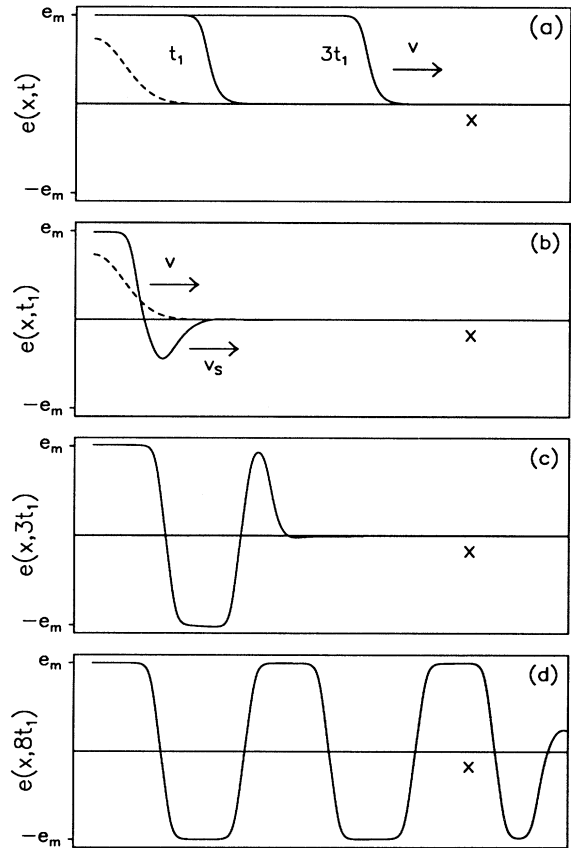 e_m
(a)
t_1
3t_1
v
e(x,t)
x
-e_m
e_m
(b)
v
e(x,t_1)
x
v_s
-e_m
e_m
(c)
e(x,3t_1)
x
-e_m
e_m
(d)
e(x,8t_1)
x
-e_m